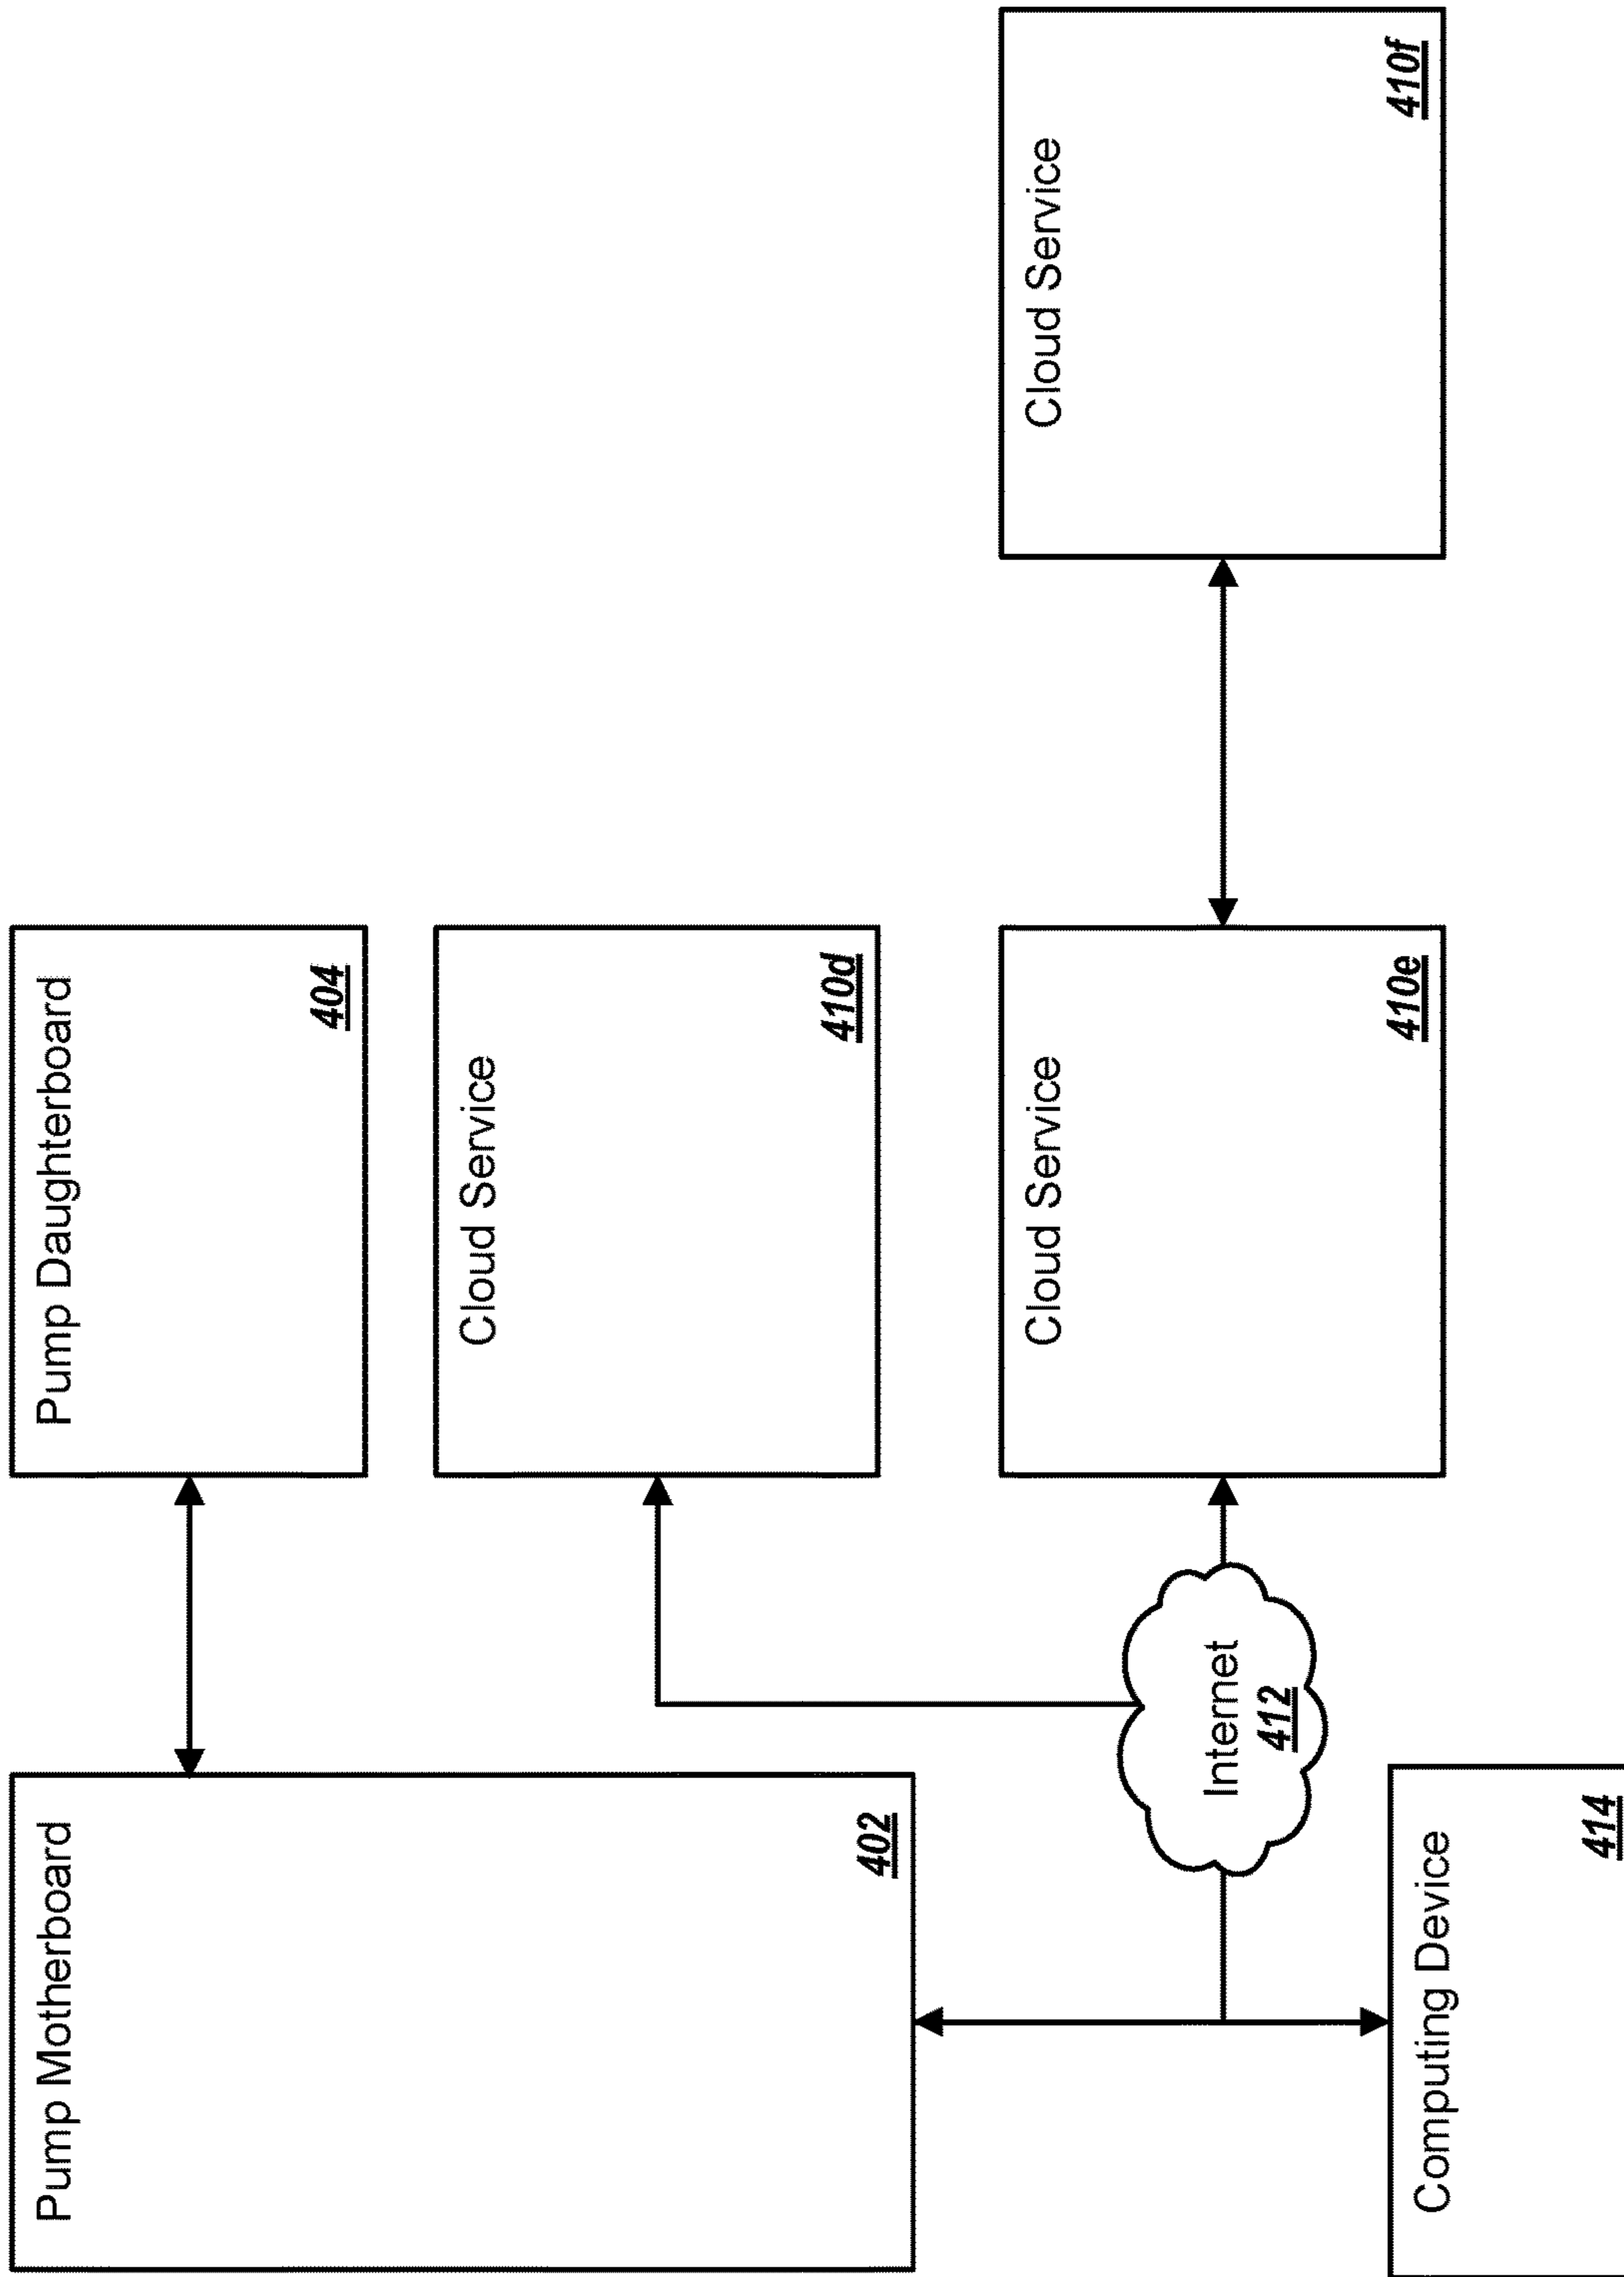 Pump Motherboard
402
Pump Daughterboard
404
Cloud Service
410d
Internet
412
Cloud Service
410e
Cloud Service
410f
Computing Device
414